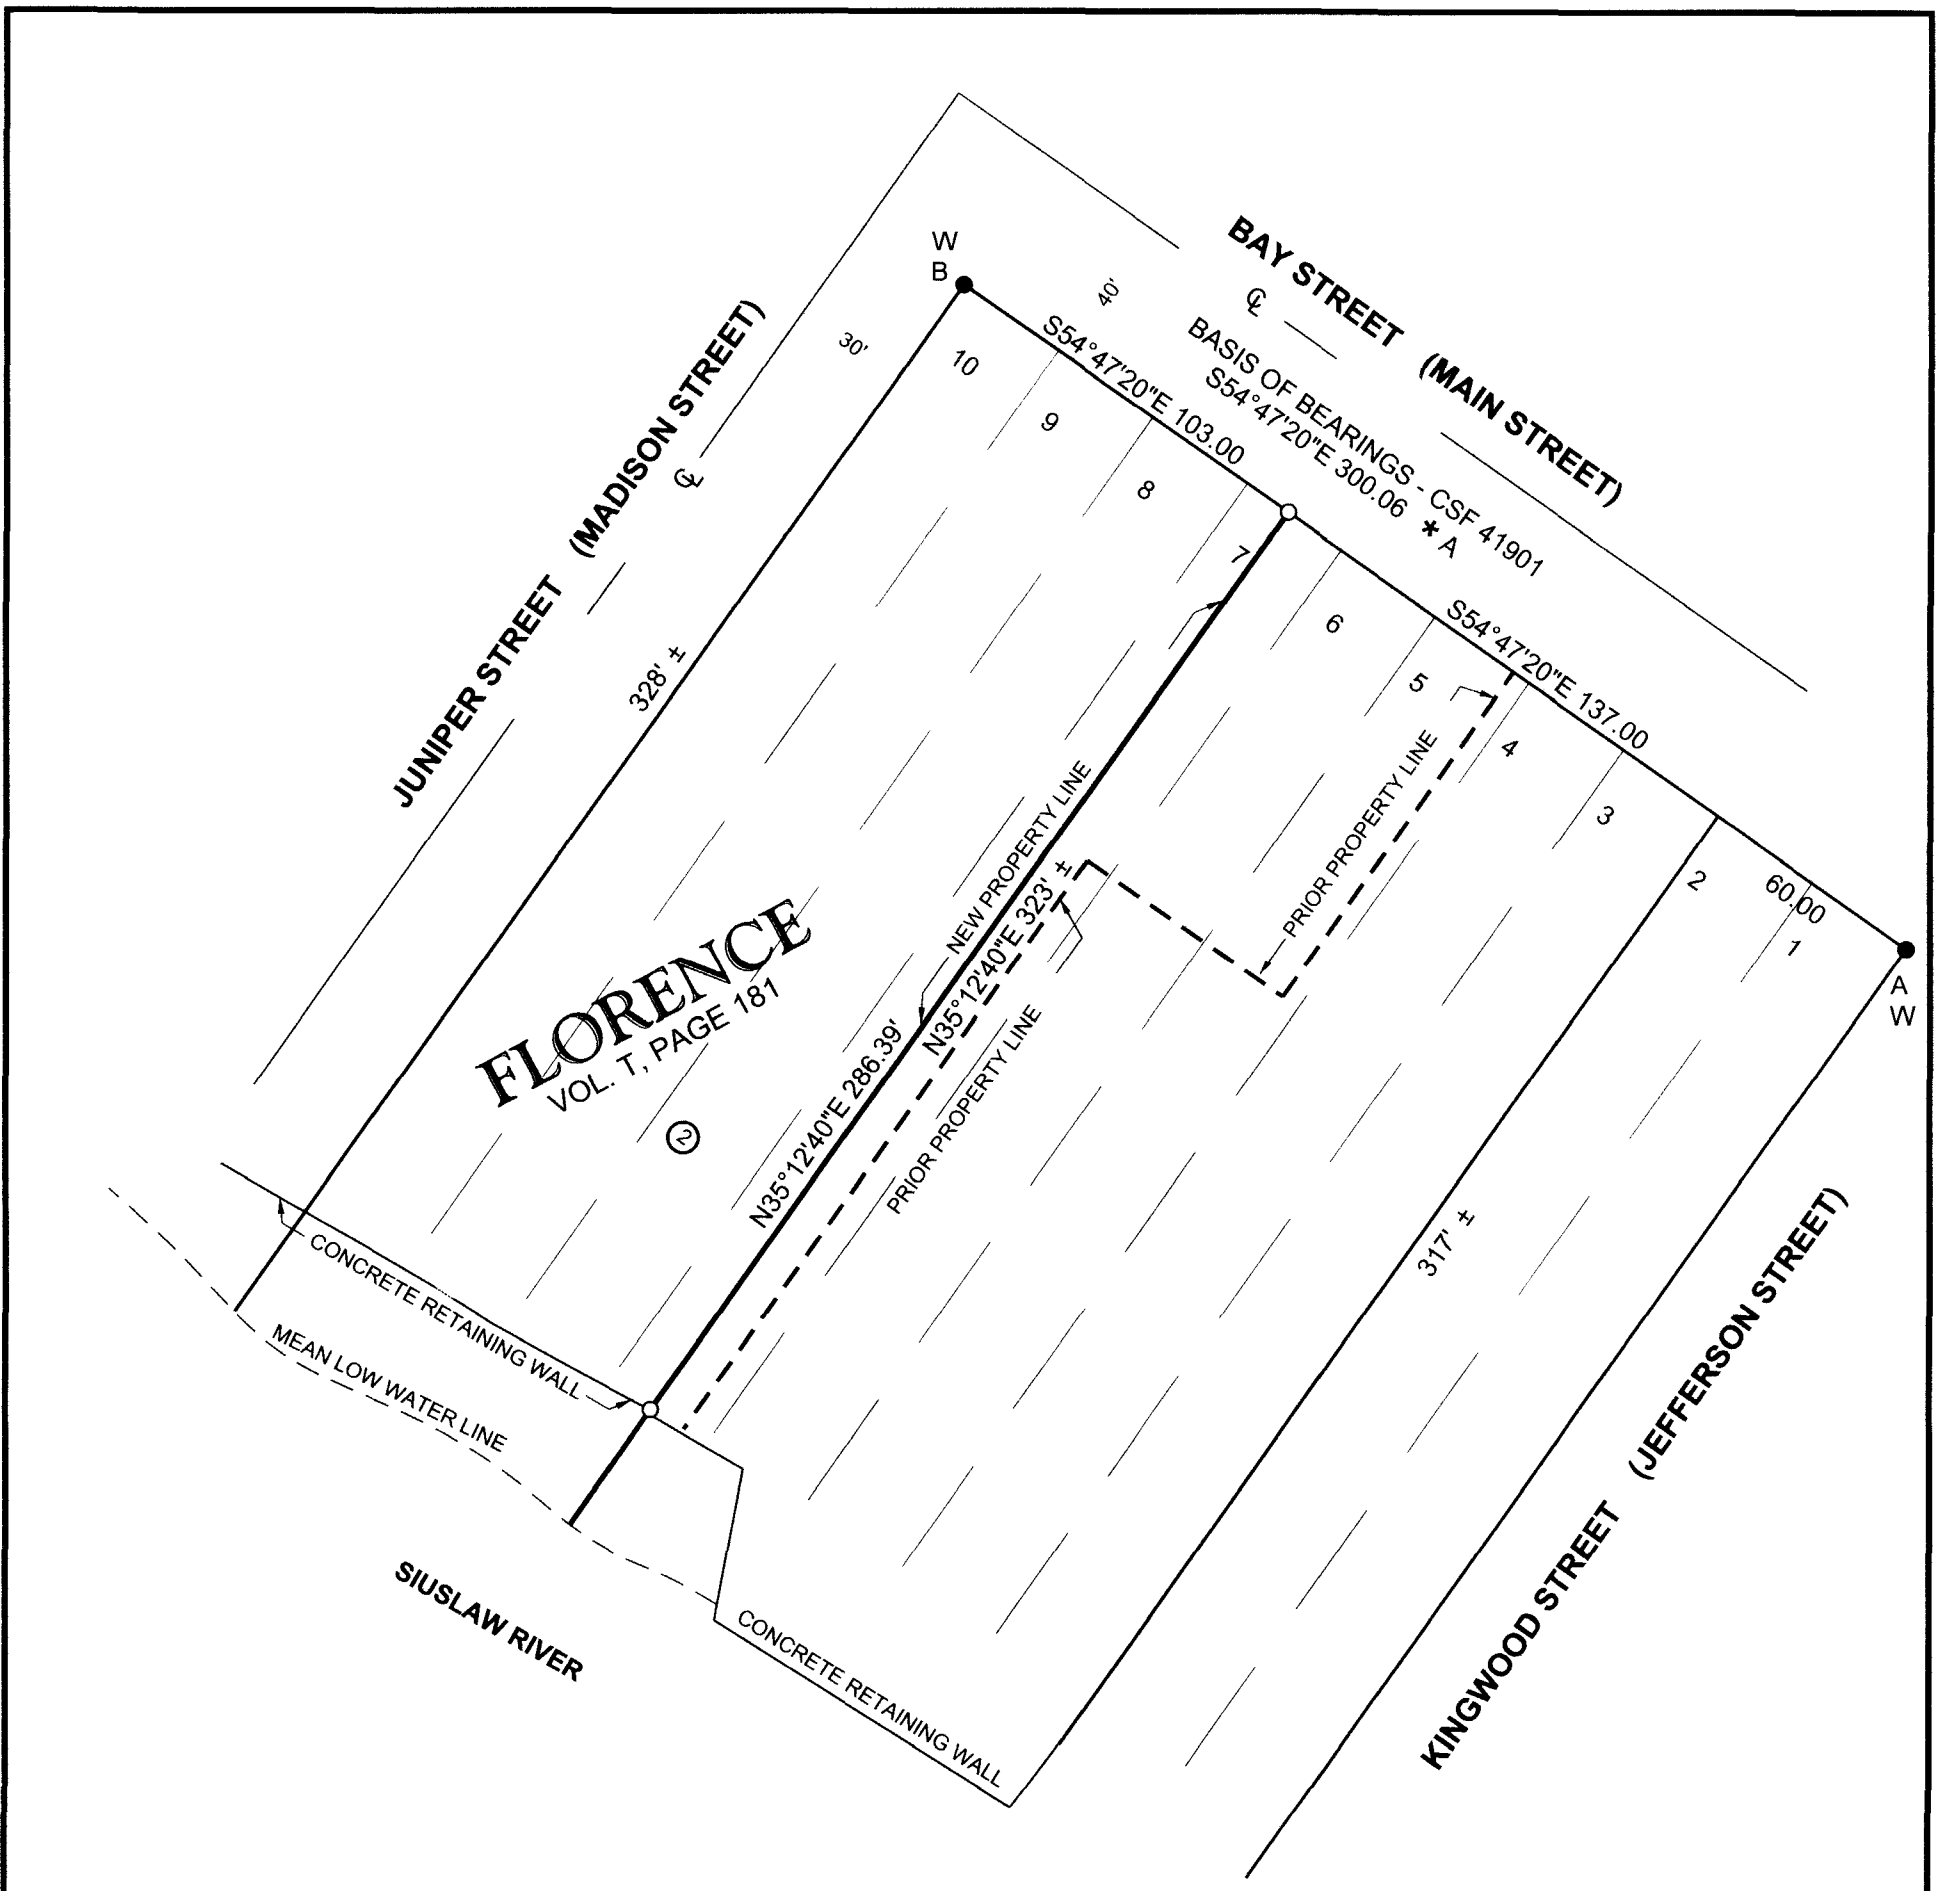 W
B
BAY STREET (MAIN STREET)
40'
℄
BASIS OF BEARINGS - CSF 41901
S54°47'20"E 300.06 * A
S54°47'20"E 103.00
30'
10
9
8
7
6
5
4
3
2
1
JUNIPER STREET (MADISON STREET)
℄
328' ±
S54°47'20"E 137.00
60.00
A
W
PRIOR PROPERTY LINE
NEW PROPERTY LINE
N35°12'40"E 323' ±
N35°12'40"E 286.39'
PRIOR PROPERTY LINE
FLORENCE
VOL. T, PAGE 181
2
317' ±
KINGWOOD STREET (JEFFERSON STREET)
CONCRETE RETAINING WALL
MEAN LOW WATER LINE
SIUSLAW RIVER
CONCRETE RETAINING WALL